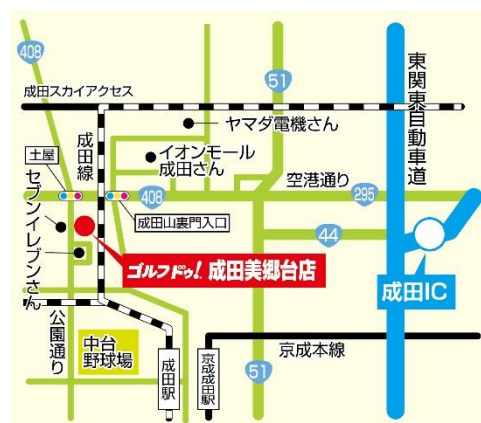 408
51
東関東自動車道
成田スカイアクセス
成田線
ヤマダ電機さん
イオンモール
成田さん
土屋
空港通り
408
295
セブンイレブンさん
成田山裏門入口
44
ゴルフドゥ! 成田美郷台店
成田IC
公園通り
中台
野球場
成田駅
京成成田駅
京成本線
51